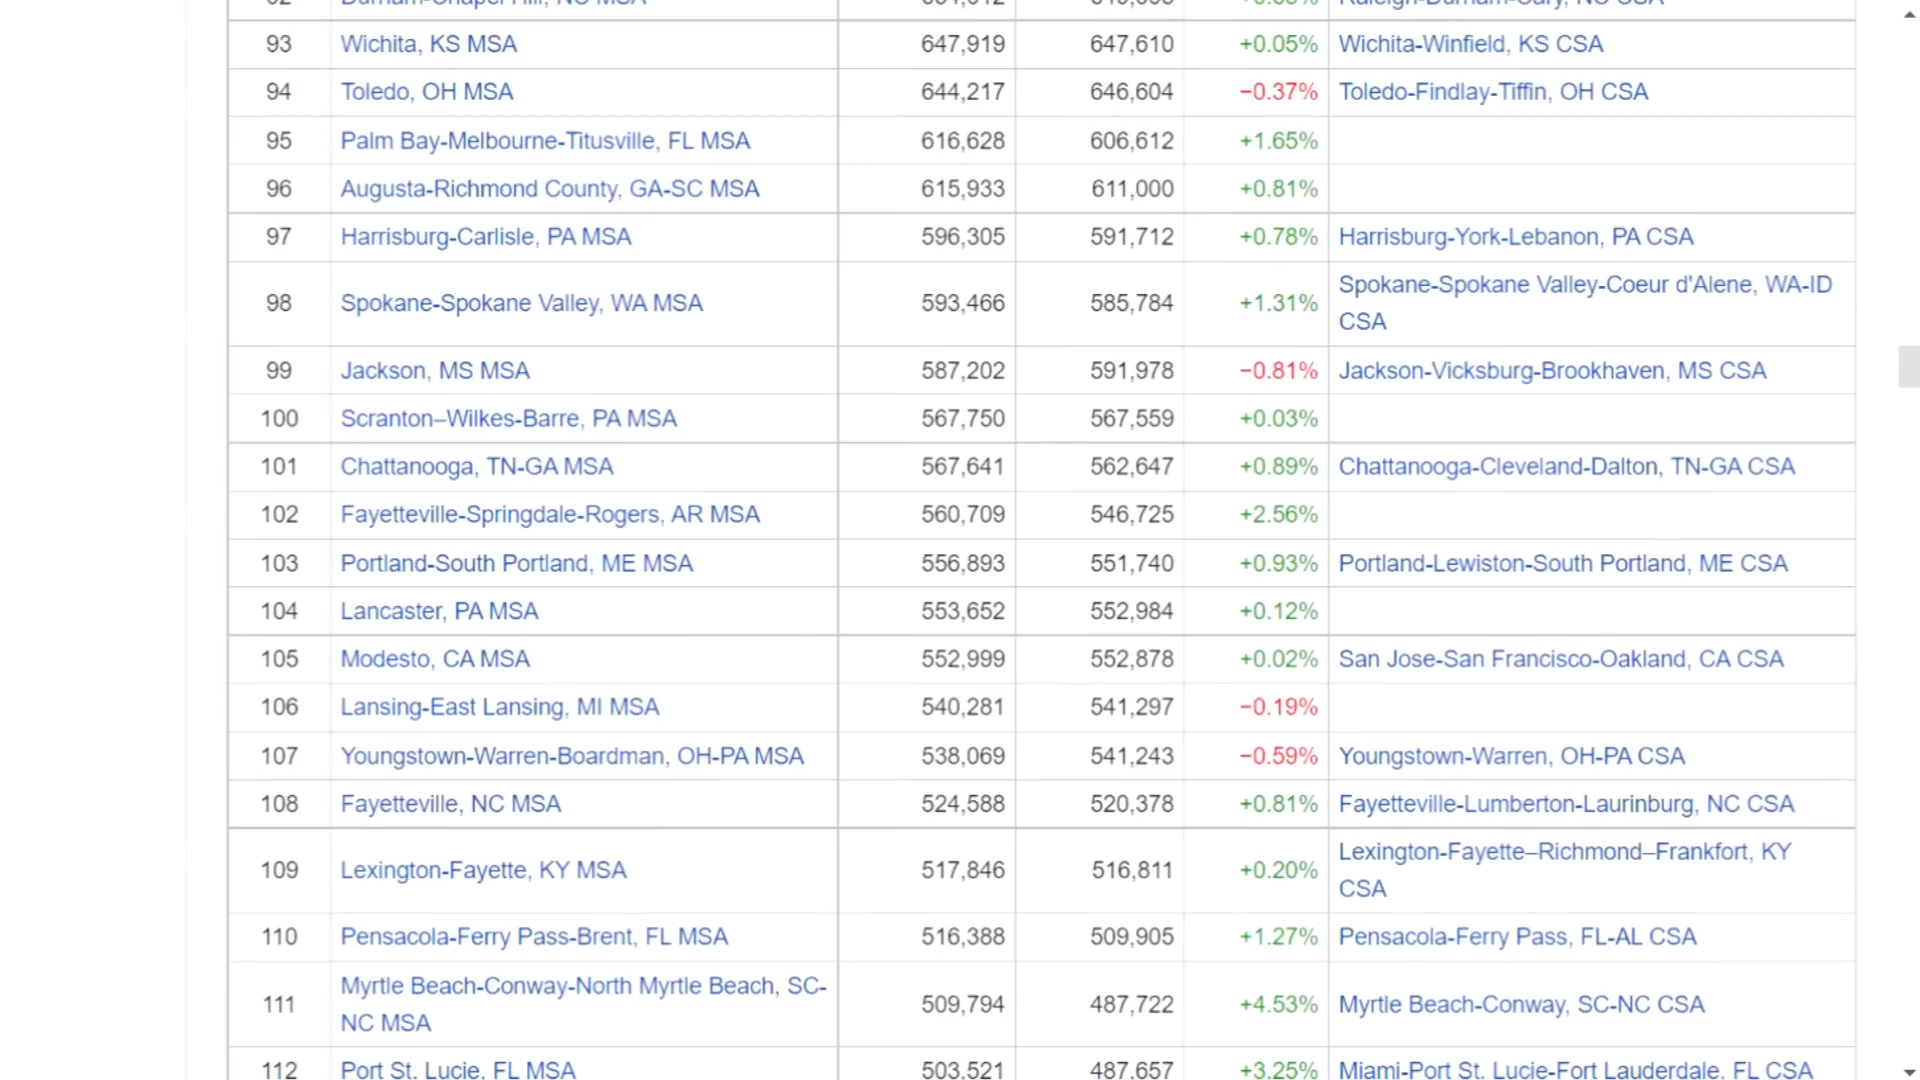 93 Wichita, KS MSA 647,919 647,610 +0.05% Wichita-Winfield, KS CSA
94 Toledo, OH MSA 644,217 646,604 −0.37% Toledo-Findlay-Tiffin, OH CSA
95 Palm Bay-Melbourne-Titusville, FL MSA 616,628 606,612 +1.65%
96 Augusta-Richmond County, GA-SC MSA 615,933 611,000 +0.81%
97 Harrisburg-Carlisle, PA MSA 596,305 591,712 +0.78% Harrisburg-York-Lebanon, PA CSA
98 Spokane-Spokane Valley, WA MSA 593,466 585,784 +1.31% Spokane-Spokane Valley-Coeur d'Alene, WA-ID
CSA
99 Jackson, MS MSA 587,202 591,978 −0.81% Jackson-Vicksburg-Brookhaven, MS CSA
100 Scranton–Wilkes-Barre, PA MSA 567,750 567,559 +0.03%
101 Chattanooga, TN-GA MSA 567,641 562,647 +0.89% Chattanooga-Cleveland-Dalton, TN-GA CSA
102 Fayetteville-Springdale-Rogers, AR MSA 560,709 546,725 +2.56%
103 Portland-South Portland, ME MSA 556,893 551,740 +0.93% Portland-Lewiston-South Portland, ME CSA
104 Lancaster, PA MSA 553,652 552,984 +0.12%
105 Modesto, CA MSA 552,999 552,878 +0.02% San Jose-San Francisco-Oakland, CA CSA
106 Lansing-East Lansing, MI MSA 540,281 541,297 −0.19%
107 Youngstown-Warren-Boardman, OH-PA MSA 538,069 541,243 −0.59% Youngstown-Warren, OH-PA CSA
108 Fayetteville, NC MSA 524,588 520,378 +0.81% Fayetteville-Lumberton-Laurinburg, NC CSA
109 Lexington-Fayette, KY MSA 517,846 516,811 +0.20% Lexington-Fayette–Richmond–Frankfort, KY
CSA
110 Pensacola-Ferry Pass-Brent, FL MSA 516,388 509,905 +1.27% Pensacola-Ferry Pass, FL-AL CSA
111 Myrtle Beach-Conway-North Myrtle Beach, SC- 509,794 487,722 +4.53% Myrtle Beach-Conway, SC-NC CSA
NC MSA
112 Port St. Lucie, FL MSA 503,521 487,657 +3.25% Miami-Port St. Lucie-Fort Lauderdale, FL CSA